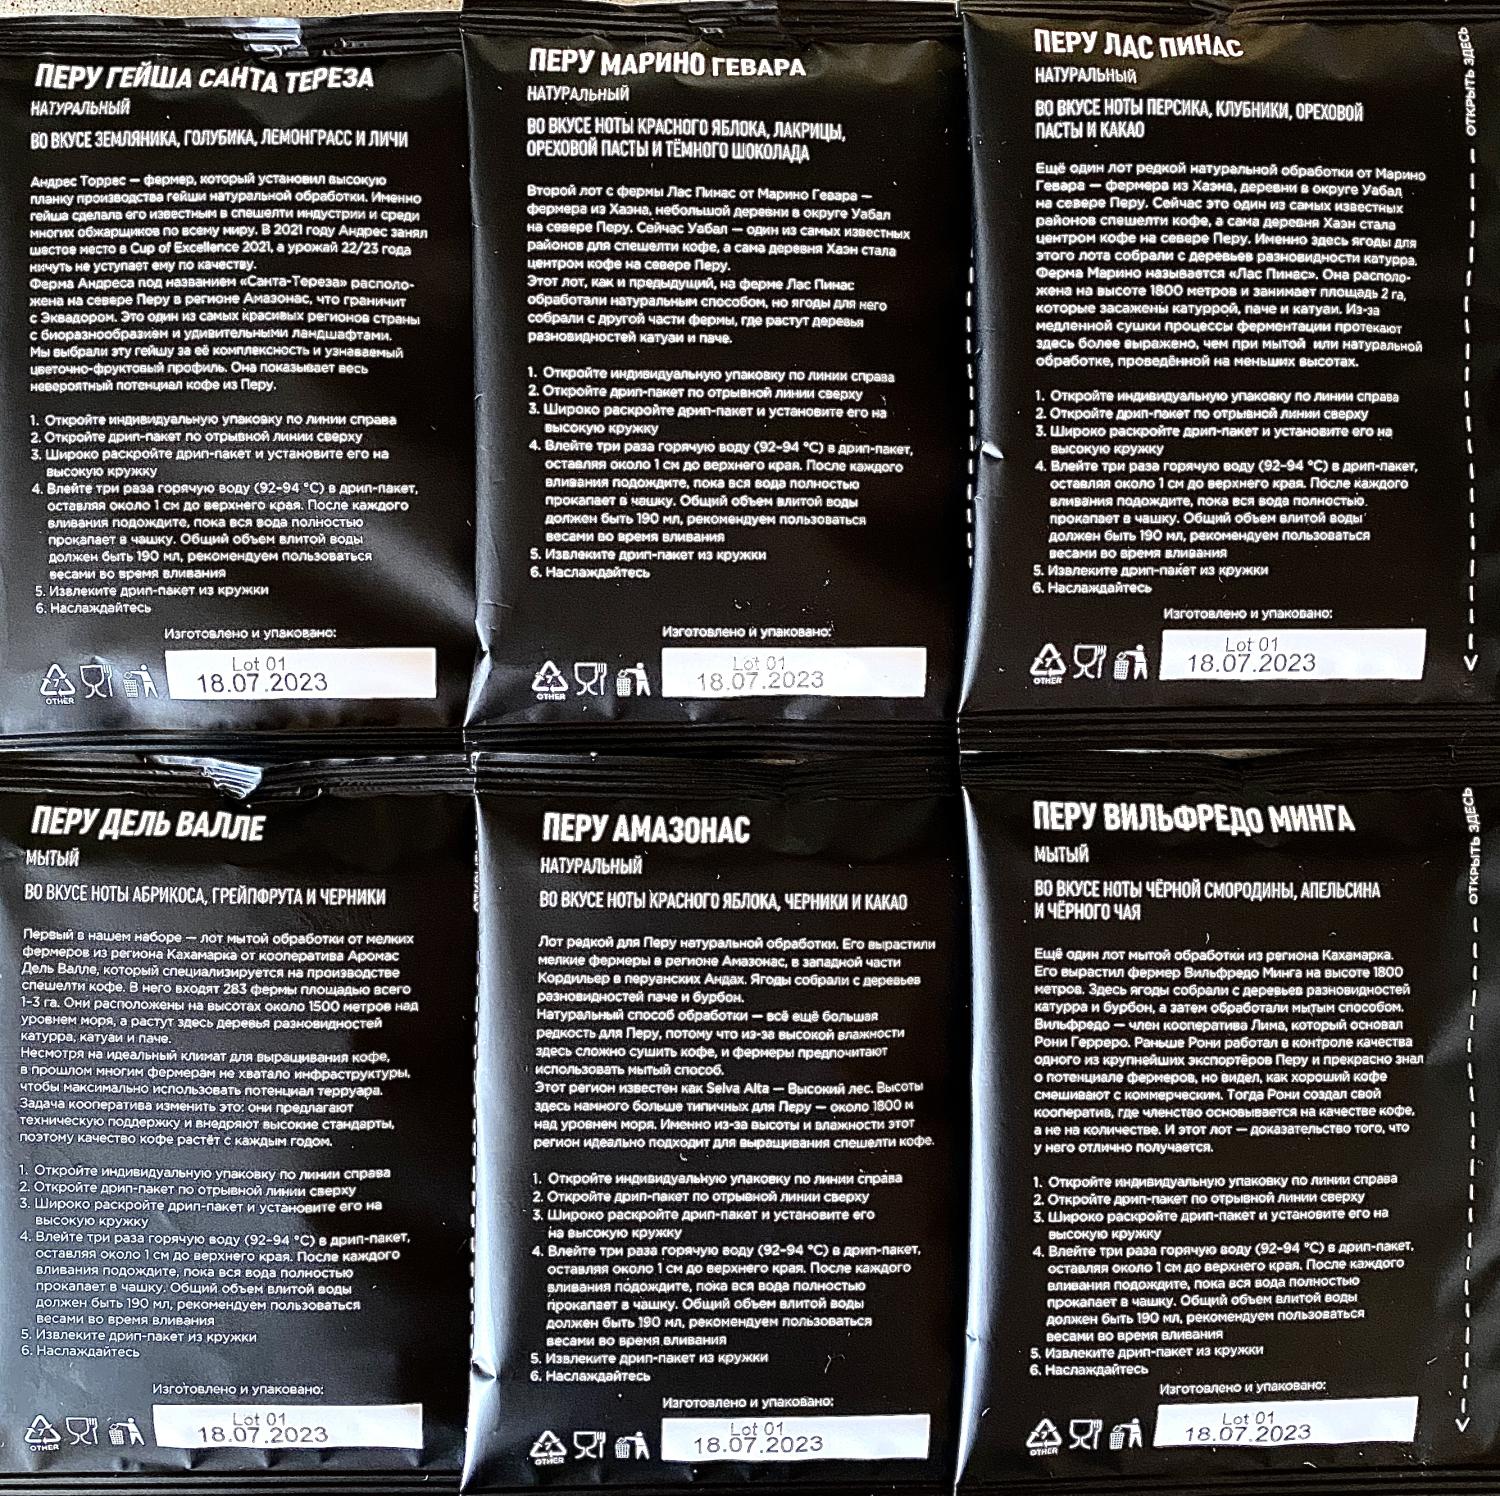 ПЕРУ ГЕЙША САНТА ТЕРЕЗА
НАТУРАЛЬНЫЙ
ВО ВКУСЕ ЗЕМЛЯНИКА, ГОЛУБИКА, ЛЕМОНГРАСС И ЛИЧИ
Андрес Торрес — фермер, который установил высокую
планку производства гейши натуральной обработки. Именно
гейша сделала его известным в спешелти индустрии и среди
многих обжарщиков по всему миру. В 2021 году Андрес занял
шестое место в Cup of Excellence 2021, а урожай 22/23 года
ничуть не уступает ему по качеству.
Ферма Андреса под названием «Санта-Тереза» располо-
жена на севере Перу в регионе Амазонас, что граничит
с Эквадором. Это один из самых красивых регионов страны
с биоразнообразием и удивительными ландшафтами.
Мы выбрали эту гейшу за её комплексность и узнаваемый
цветочно-фруктовый профиль. Она показывает весь
невероятный потенциал кофе из Перу.
1. Откройте индивидуальную упаковку по линии справа
2. Откройте дрип-пакет по отрывной линии сверху
3. Широко раскройте дрип-пакет и установите его на
высокую кружку
4. Влейте три раза горячую воду (92-94 °C) в дрип-пакет,
оставляя около 1 см до верхнего края. После каждого
вливания подождите, пока вся вода полностью
прокапает в чашку. Общий объем влитой воды
должен быть 190 мл, рекомендуем пользоваться
весами во время вливания
5. Извлеките дрип-пакет из кружки
6. Наслаждайтесь
Изготовлено и упаковано:
Lot 01
18.07.2023
OTHER
ПЕРУ МАРИНО ГЕВАРА
НАТУРАЛЬНЫЙ
ВО ВКУСЕ НОТЫ КРАСНОГО ЯБЛОКА, ЛАКРИЦЫ,
ОРЕХОВОЙ ПАСТЫ И ТЁМНОГО ШОКОЛАДА
Второй лот с фермы Лас Пинас от Марино Гевара —
фермера из Хаэна, небольшой деревни в округе Уабал
на севере Перу. Сейчас Уабал — один из самых известных
районов для спешелти кофе, а сама деревня Хаэн стала
центром кофе на севере Перу.
Этот лот, как и предыдущий, на ферме Лас Пинас
обработали натуральным способом, но ягоды для него
собрали с другой части фермы, где растут деревья
разновидностей катуаи и паче.
1. Откройте индивидуальную упаковку по линии справа
2. Откройте дрип-пакет по отрывной линии сверху
3. Широко раскройте дрип-пакет и установите его на
высокую кружку
4. Влейте три раза горячую воду (92-94 °C) в дрип-пакет,
оставляя около 1 см до верхнего края. После каждого
вливания подождите, пока вся вода полностью
прокапает в чашку. Общий объем влитой воды
должен быть 190 мл, рекомендуем пользоваться
весами во время вливания
5. Извлеките дрип-пакет из кружки
6. Наслаждайтесь
Изготовлено и упаковано:
Lot 01
18.07.2023
7
OTHER
ПЕРУ ЛАС ПИНАС
НАТУРАЛЬНЫЙ
ВО ВКУСЕ НОТЫ ПЕРСИКА, КЛУБНИКИ, ОРЕХОВОЙ
ПАСТЫ И КАКАО
Ещё один лот редкой натуральной обработки от Марино
Гевара — фермера из Хаэна, деревни в округе Уабал
на севере Перу. Сейчас это один из самых известных
районов спешелти кофе, а сама деревня Хаэн стала
центром кофе на севере Перу. Именно здесь ягоды для
этого лота собрали с деревьев разновидности катурра.
Ферма Марино называется «Лас Пинас». Она располо-
жена на высоте 1800 метров и занимает площадь 2 га,
которые засажены катуррой, паче и катуаи. Из-за
медленной сушки процессы ферментации протекают
здесь более выражено, чем при мытой или натуральной
обработке, проведённой на меньших высотах.
1. Откройте индивидуальную упаковку по линии справа
2. Откройте дрип-пакет по отрывной линии сверху
3. Широко раскройте дрип-пакет и установите его на
высокую кружку
4. Влейте три раза горячую воду (92-94 °C) в дрип-пакет,
оставляя около 1 см до верхнего края. После каждого
вливания подождите, пока вся вода полностью
прокапает в чашку. Общий объем влитой воды
должен быть 190 мл, рекомендуем пользоваться
весами во время вливания
5. Извлеките дрип-пакет из кружки
6. Наслаждайтесь
Изготовлено и упаковано:
Lot 01
18.07.2023
7
OTHER
ОТКРЫТЬ ЗДЕСЬ
ПЕРУ ДЕЛЬ ВАЛЛЕ
МЫТЫЙ
ВО ВКУСЕ НОТЫ АБРИКОСА, ГРЕЙПФРУТА И ЧЕРНИКИ
Первый в нашем наборе — лот мытой обработки от мелких
фермеров из региона Кахамарка от кооператива Аромас
Дель Валле, который специализируется на производстве
спешелти кофе. В него входят 283 фермы площадью всего
1-3 га. Они расположены на высотах около 1500 метров над
уровнем моря, а растут здесь деревья разновидностей
катурра, катуаи и паче.
Несмотря на идеальный климат для выращивания кофе,
в прошлом многим фермерам не хватало инфраструктуры,
чтобы максимально использовать потенциал терруара.
Задача кооператива изменить это: они предлагают
техническую поддержку и внедряют высокие стандарты,
поэтому качество кофе растёт с каждым годом.
1. Откройте индивидуальную упаковку по линии справа
2. Откройте дрип-пакет по отрывной линии сверху
3. Широко раскройте дрип-пакет и установите его на
высокую кружку
4. Влейте три раза горячую воду (92-94 °C) в дрип-пакет,
оставляя около 1 см до верхнего края. После каждого
вливания подождите, пока вся вода полностью
прокапает в чашку. Общий объем влитой воды
должен быть 190 мл, рекомендуем пользоваться
весами во время вливания
5. Извлеките дрип-пакет из кружки
6. Наслаждайтесь
Изготовлено и упаковано:
Lot 01
18.07.2023
OTHER
ПЕРУ АМАЗОНАС
НАТУРАЛЬНЫЙ
ВО ВКУСЕ НОТЫ КРАСНОГО ЯБЛОКА, ЧЕРНИКИ И КАКАО
Лот редкой для Перу натуральной обработки. Его вырастили
мелкие фермеры в регионе Амазонас, в западной части
Кордильер в перуанских Андах. Ягоды собрали с деревьев
разновидностей паче и бурбон.
Натуральный способ обработки — всё ещё большая
редкость для Перу, потому что из-за высокой влажности
здесь сложно сушить кофе, и фермеры предпочитают
использовать мытый способ.
Этот регион известен как Selva Alta — Высокий лес. Высоты
здесь намного больше типичных для Перу — около 1800 м
над уровнем моря. Именно из-за высоты и влажности этот
регион идеально подходит для выращивания спешелти кофе.
1. Откройте индивидуальную упаковку по линии справа
2. Откройте дрип-пакет по отрывной линии сверху
3. Широко раскройте дрип-пакет и установите его
на высокую кружку
4. Влейте три раза горячую воду (92-94 °C) в дрип-пакет,
оставляя около 1 см до верхнего края. После каждого
вливания подождите, пока вся вода полностью
прокапает в чашку. Общий объем влитой воды
должен быть 190 мл, рекомендуем пользоваться
весами во время вливания
5. Извлеките дрип-пакет из кружки
6. Наслаждайтесь
Изготовлено и упаковано:
Lot 01
18.07.2023
7
OTHER
ПЕРУ ВИЛЬФРЕДО МИНГА
МЫТЫЙ
ВО ВКУСЕ НОТЫ ЧЁРНОЙ СМОРОДИНЫ, АПЕЛЬСИНА
И ЧЁРНОГО ЧАЯ
Ещё один лот мытой обработки из региона Кахамарка.
Его вырастил фермер Вильфредо Минга на высоте 1800
метров. Здесь ягоды собрали с деревьев разновидностей
катурра и бурбон, а затем обработали мытым способом.
Вильфредо — член кооператива Лима, который основал
Рони Герреро. Раньше Рони работал в контроле качества
одного из крупнейших экспортёров Перу и прекрасно знал
о потенциале фермеров, но видел, как хороший кофе
смешивают с коммерческим. Тогда Рони создал свой
кооператив, где членство основывается на качестве кофе,
а не на количестве. И этот лот — доказательство того, что
у него отлично получается.
1. Откройте индивидуальную упаковку по линии справа
2. Откройте дрип-пакет по отрывной линии сверху
3. Широко раскройте дрип-пакет и установите его на
высокую кружку
4. Влейте три раза горячую воду (92-94 °C) в дрип-пакет,
оставляя около 1 см до верхнего края. После каждого
вливания подождите, пока вся вода полностью
прокапает в чашку. Общий объем влитой воды
должен быть 190 мл, рекомендуем пользоваться
весами во время вливания
5. Извлеките дрип-пакет из кружки
6. Наслаждайтесь
Изготовлено и упаковано:
Lot 01
18.07.2023
7
OTHER
ОТКРЫТЬ ЗДЕСЬ